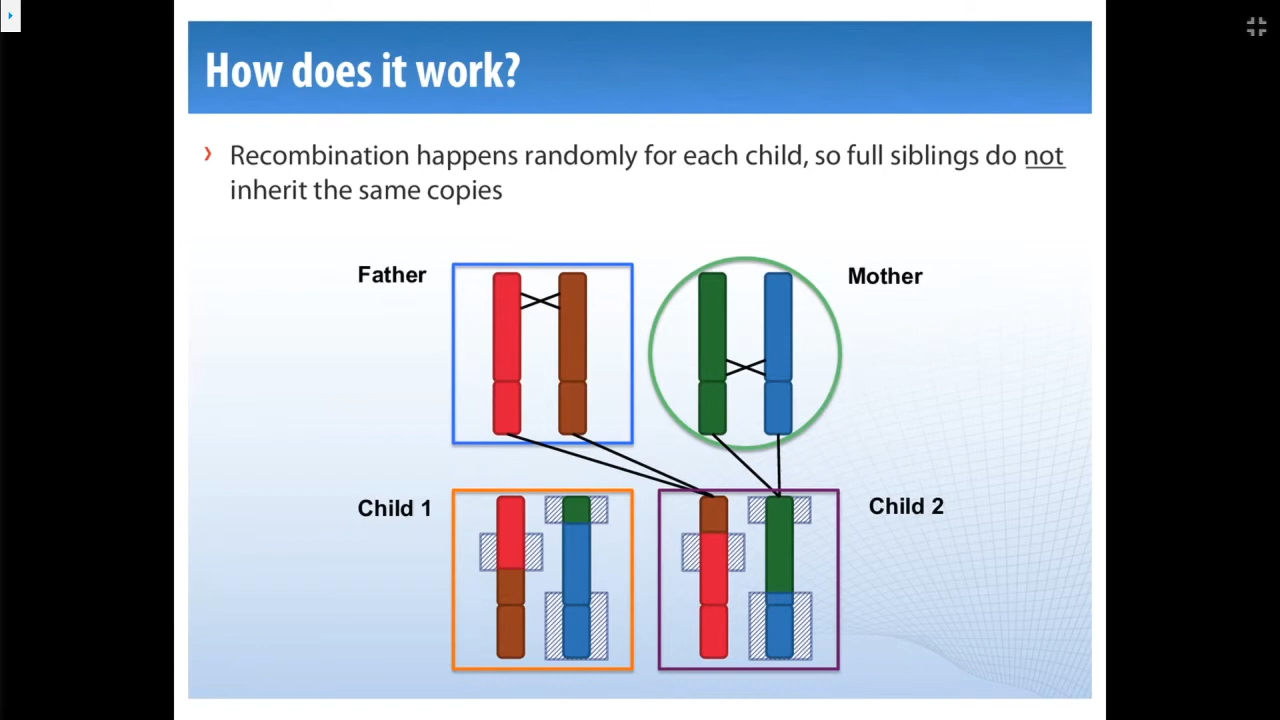 How does it work?
Recombination happens randomly for each child, so full siblings do not
inherit the same copies
Father
Mother
Child 1
Child 2